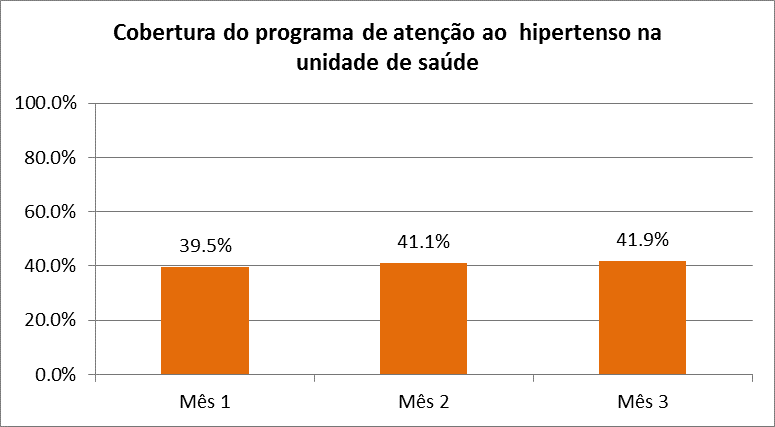 Cobertura do programa de atenção ao  hipertenso na
unidade de saúde
100.0%
80.0%
60.0%
40.0%
20.0%
0.0%
39.5%
41.1%
41.9%
Mês 1
Mês 2
Mês 3